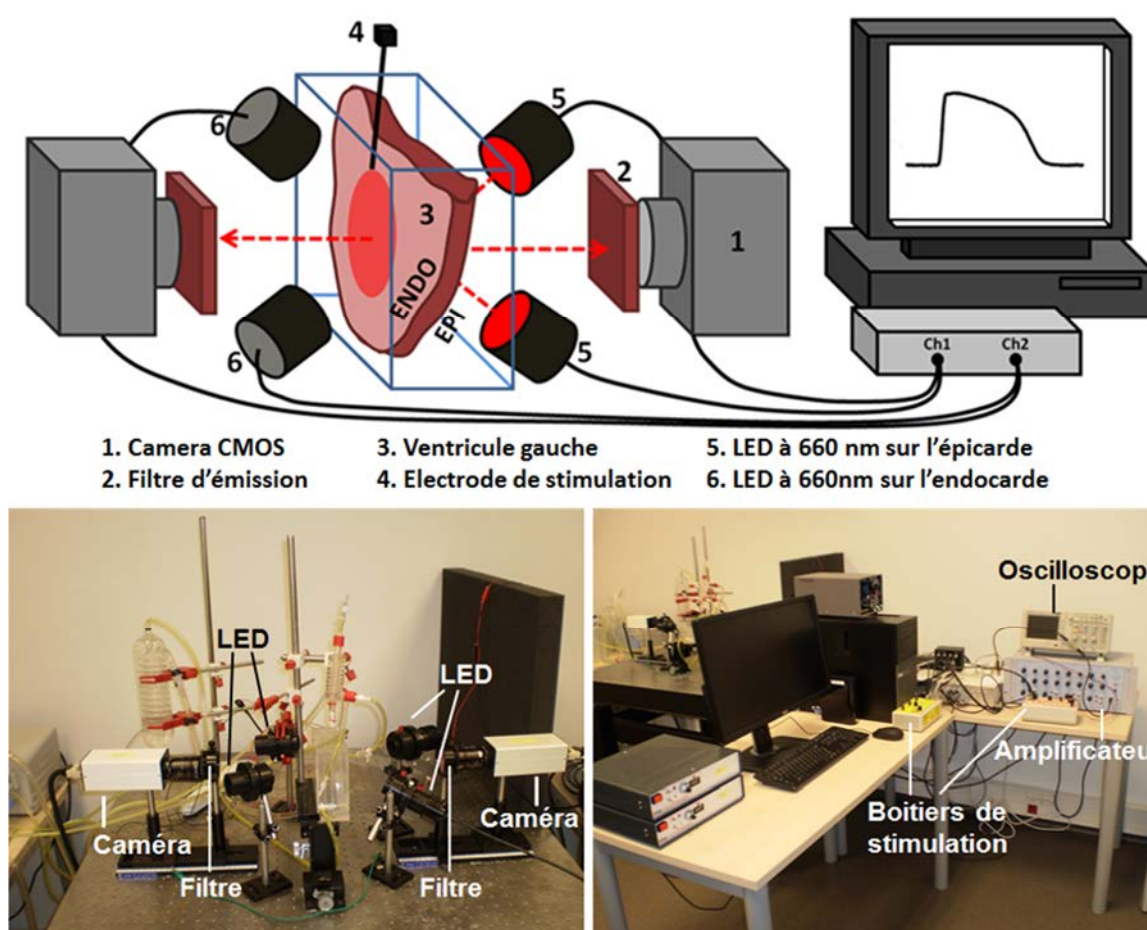 4
5
6
2
3
1
ENDO
EPI
6
5
Ch1 Ch2
1. Camera CMOS 3. Ventricule gauche 5. LED à 660 nm sur l'épicarde
2. Filtre d'émission 4. Electrode de stimulation 6. LED à 660nm sur l'endocarde
LED
LED
Caméra
Caméra
Filtre
Filtre
Oscilloscop
Amplificateu
Boitiers de
stimulation